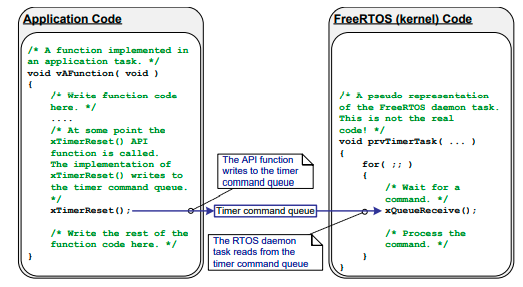 Application Code
/* A function implemented in
an application task. */
void vAFunction( void )
{
/* Write function code
here. */
....
/* At some point the
xTimerReset() API
function is called.
The implementation of
xTimerReset() writes to
the timer command queue.
*/
xTimerReset();
/* Write the rest of the
function code here. */
}
The API function
writes to the timer
command queue
Timer command queue
The RTOS daemon
task reads from the
timer command queue
FreeRTOS (kernel) Code
/* A pseudo representation
of the FreeRTOS daemon task.
This is not the real
code! */
void prvTimerTask( ... )
{
for( ;; )
{
/* Wait for a
command. */
xQueueReceive();
/* Process the
command. */
}
}